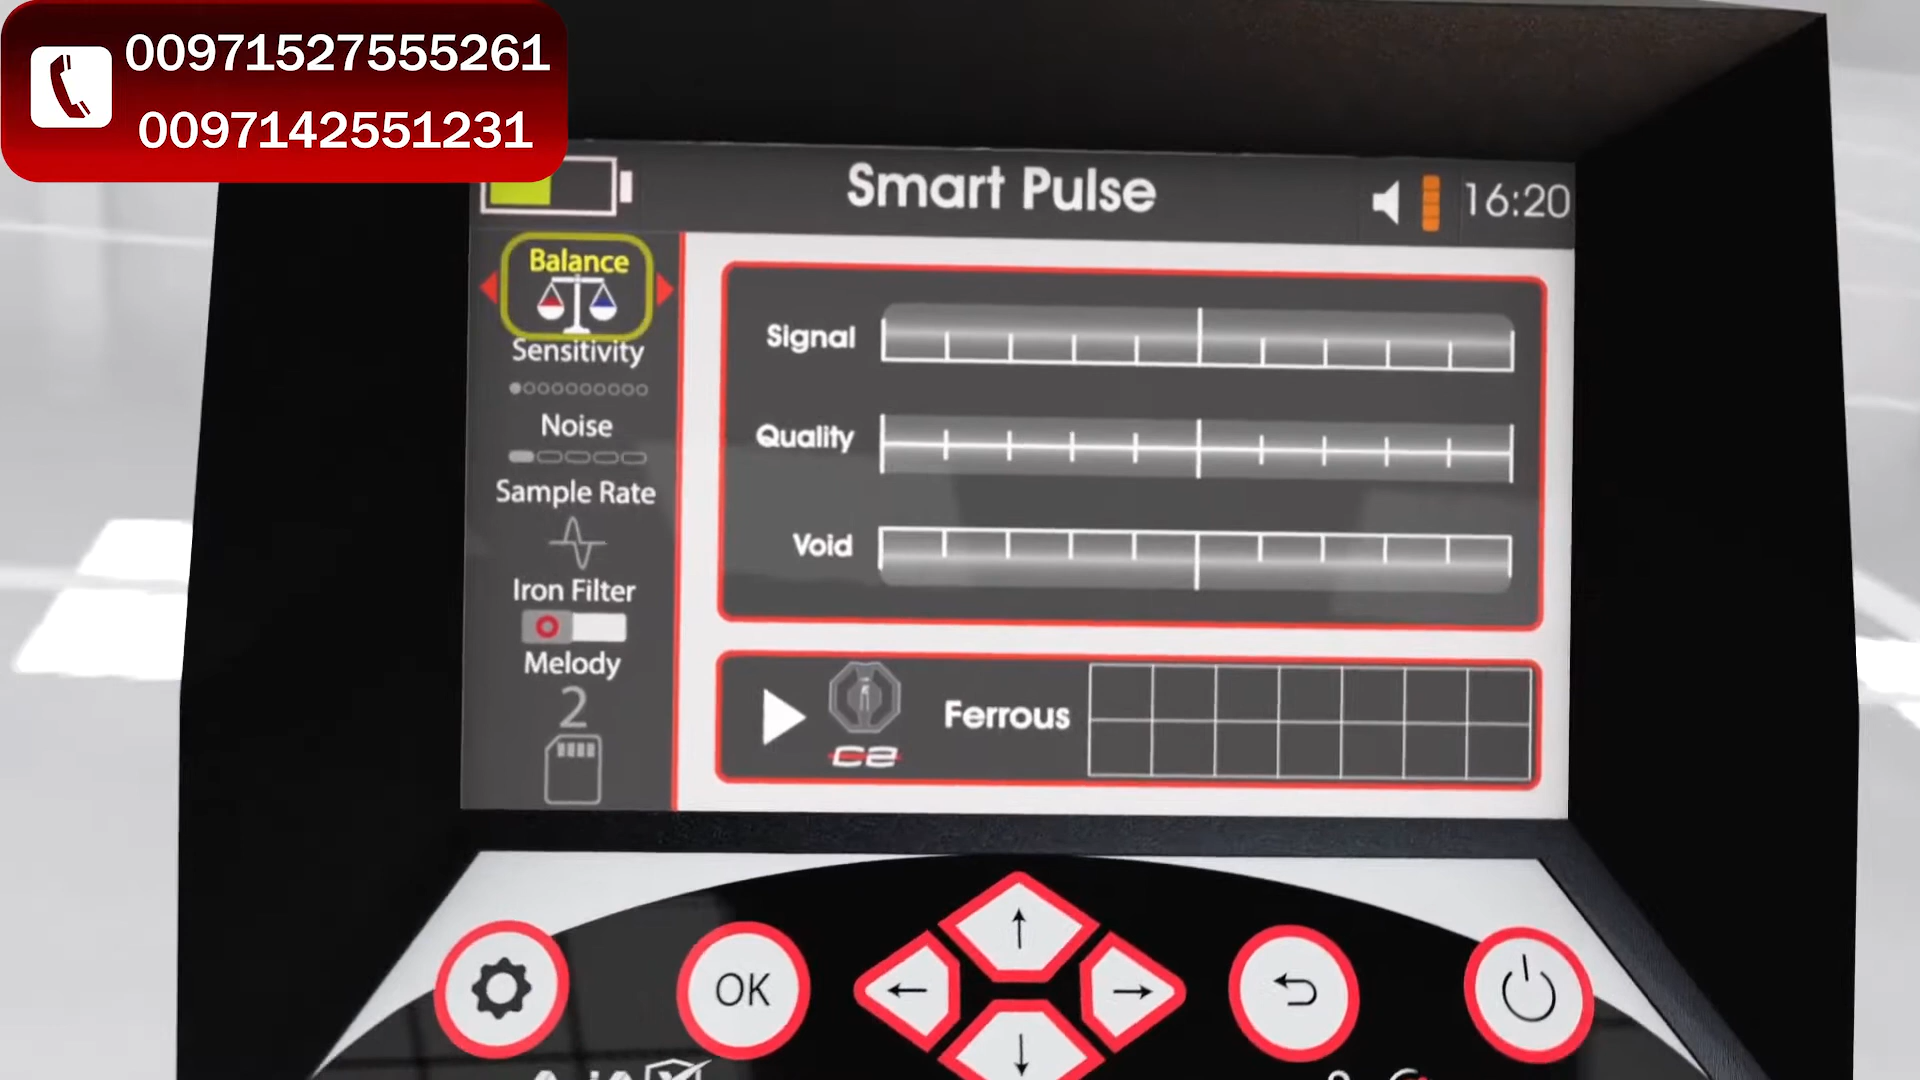 00971527555261
0097142551231
Smart Pulse
16:20
Balance
Sensitivity
Noise
Sample Rate
Iron Filter
Melody
2
Signal
Quality
Void
C2
Ferrous
OK